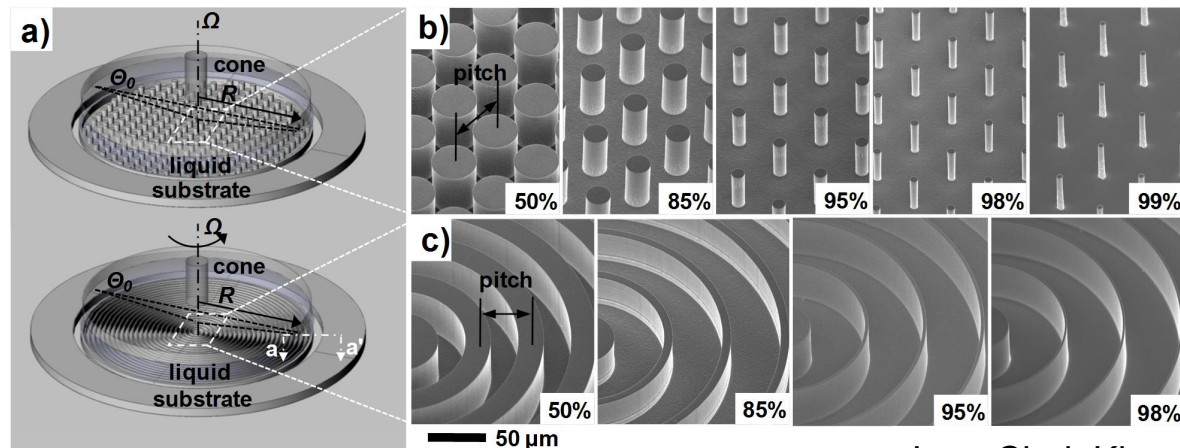 a)
Ω
cone
Θ0
R
liquid
substrate
Ω
cone
Θ0
R
a a'
liquid
substrate
b)
pitch
50% 85% 95% 98% 99%
c)
pitch
50% 85% 95% 98%
50 μm